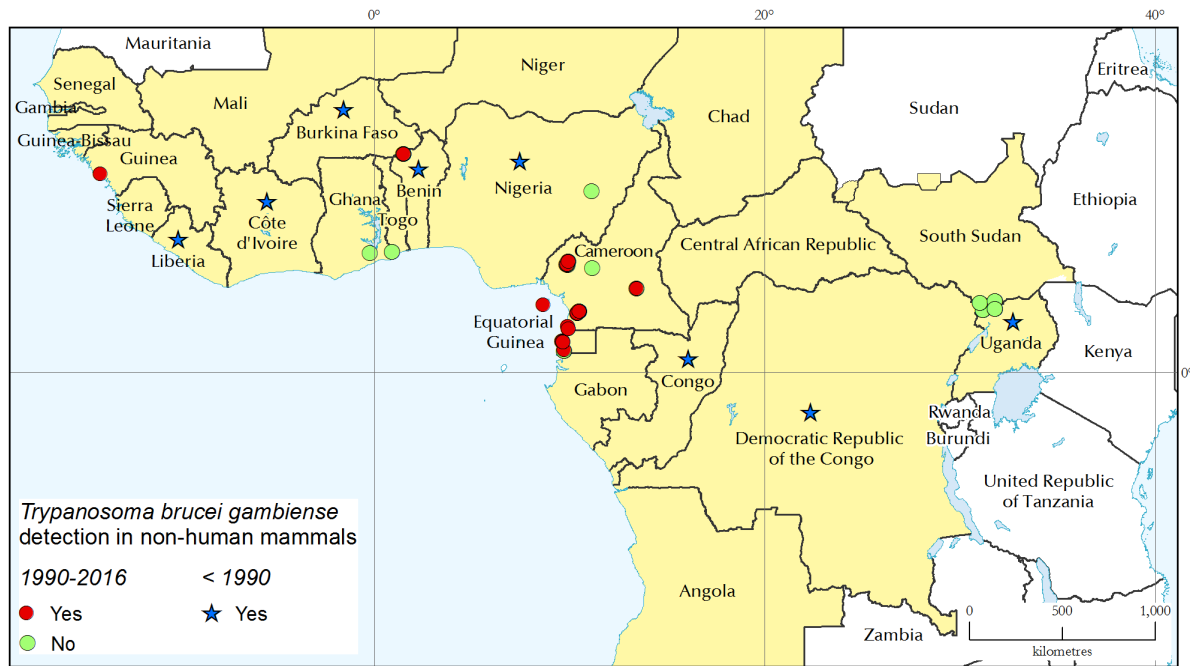 0°
20°
40°
Mauritania
Eritrea
Niger
Senegal
Mali
Sudan
Chad
Gambia
Burkina Faso
Guinea-Bissau
Guinea
Benin
Nigeria
Ghana
Ethiopia
Sierra
Leone
Togo
Côte
d'Ivoire
South Sudan
Central African Republic
Cameroon
Liberia
Equatorial
Guinea
Uganda
Kenya
0°
Congo
Gabon
Rwanda
Burundi
Democratic Republic
of the Congo
United Republic
of Tanzania
Trypanosoma brucei gambiense
detection in non-human mammals
1990-2016 < 1990
Yes Yes
No
Angola
Zambia
0 500 1,000
kilometres